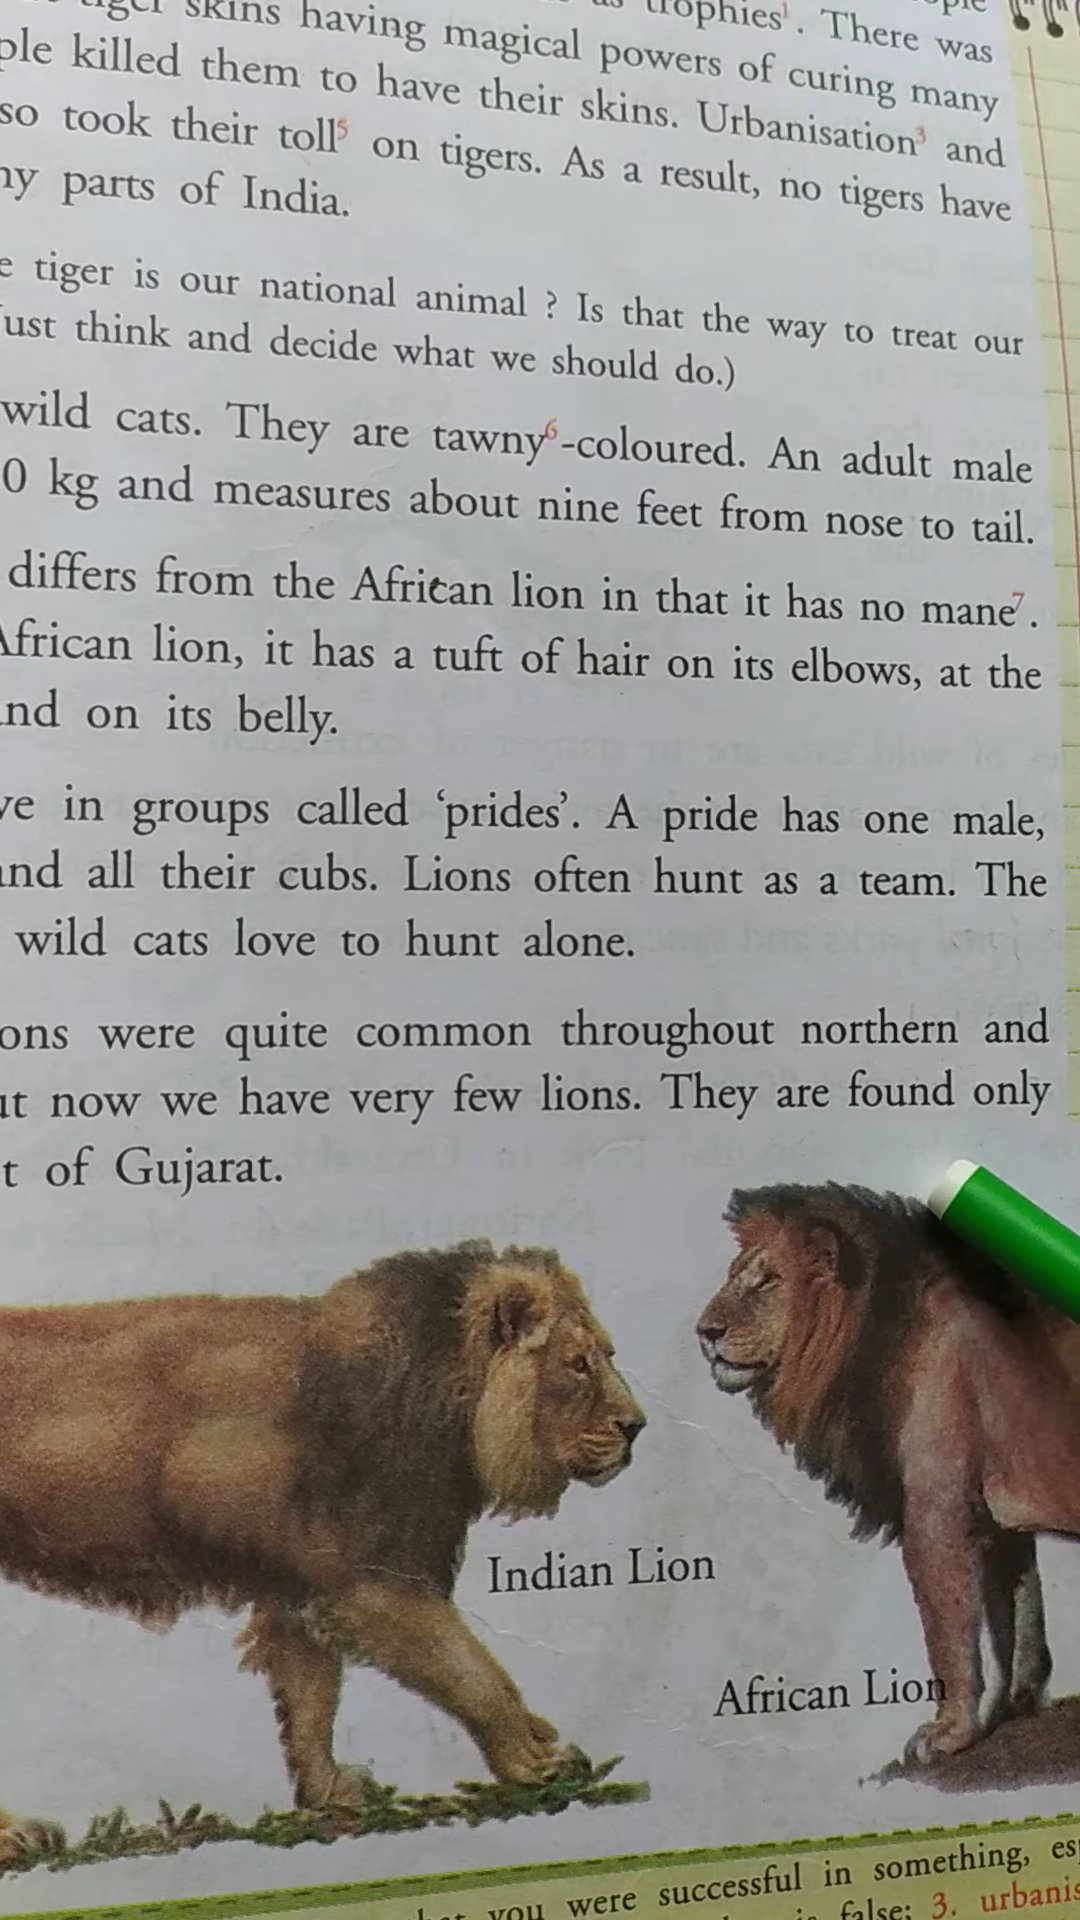 skins having magical powers of curing many
killed them to have their skins. Urbanisation³ and
took their toll⁵ on tigers. As a result, no tigers have
parts of India.
tiger is our national animal ? Is that the way to treat our
ust think and decide what we should do.)
wild cats. They are tawny⁶-coloured. An adult male
0 kg and measures about nine feet from nose to tail.
differs from the African lion in that it has no mane⁷.
African lion, it has a tuft of hair on its elbows, at the
nd on its belly.
ve in groups called ‘prides’. A pride has one male,
and all their cubs. Lions often hunt as a team. The
wild cats love to hunt alone.
ons were quite common throughout northern and
ut now we have very few lions. They are found only
t of Gujarat.
Indian Lion
African Lion
you were successful in something,
false; 3.